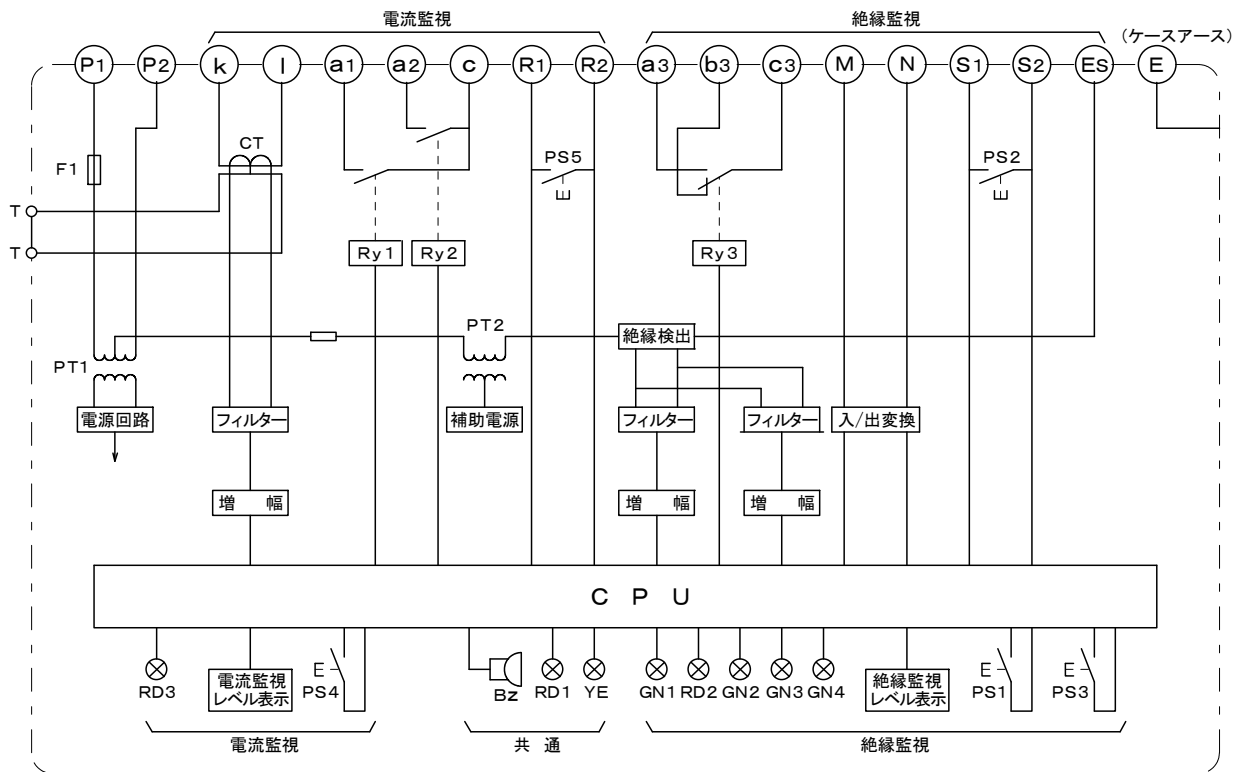 電流監視
絶縁監視
(ケースアース)
P1 P2 k l a1 a2 c R1 R2 a3 b3 c3 M N S1 S2 Es E
CT
F1
PS5
PS2
T
T
Ry1 Ry2 Ry3
PT2
絶縁検出
PT1
電源回路 フィルター 補助電源 フィルター フィルター 入/出変換
増 幅 増 幅 増 幅
CPU
RD3
電流監視
レベル表示
E
PS4
Bz
RD1 YE GN1 RD2 GN2 GN3 GN4
絶縁監視
レベル表示
E
PS1
E
PS3
電流監視
共 通
絶縁監視